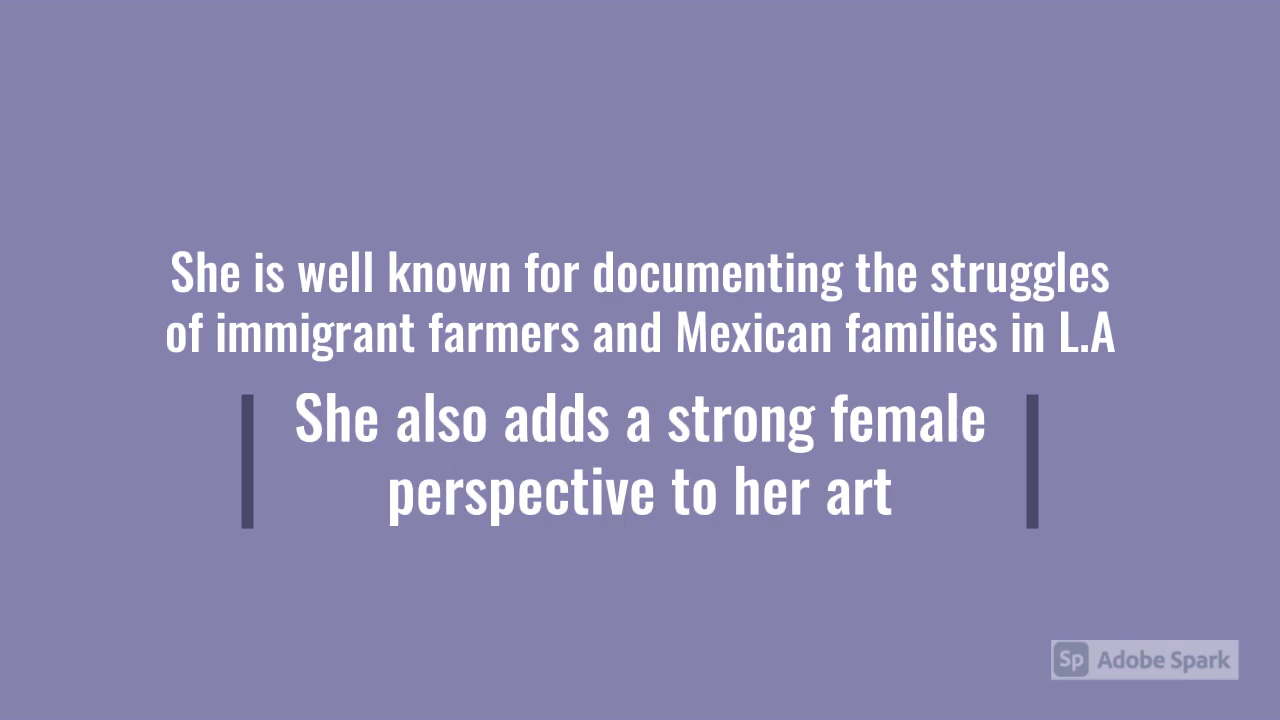 She is well known for documenting the struggles
of immigrant farmers and Mexican families in L.A
She also adds a strong female
perspective to her art
Sp Adobe Spark